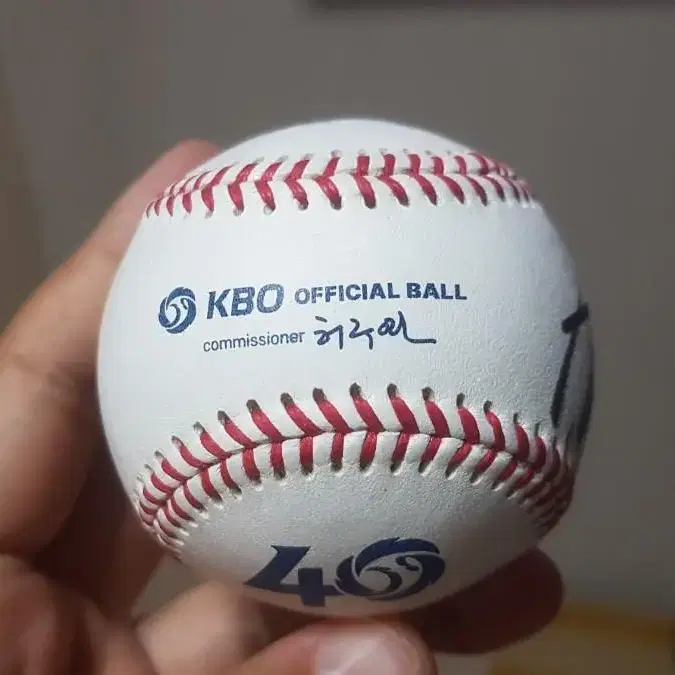 KBO OFFICIAL BALL
commissioner 허구연
40